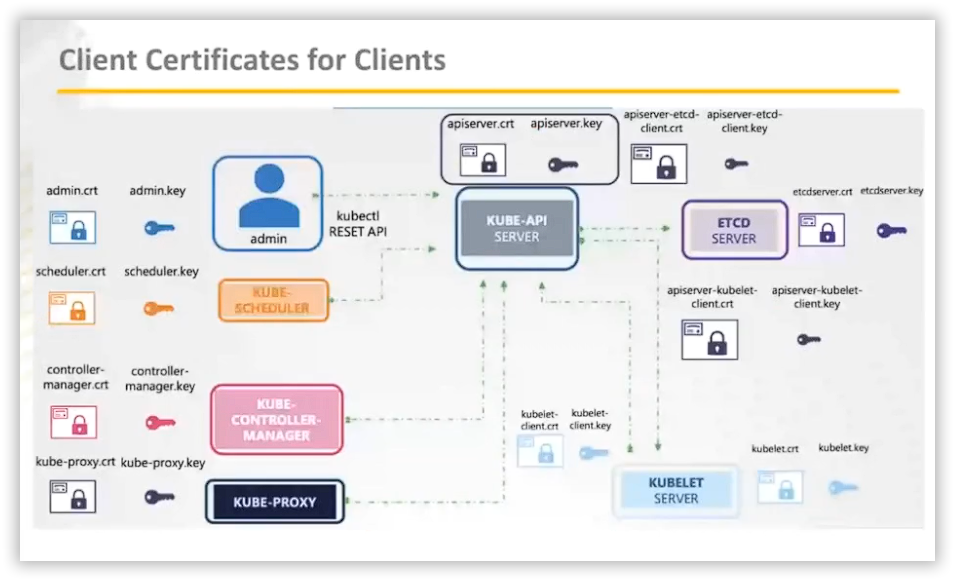 Client Certificates for Clients
apiserver.crt apiserver.key
apiserver-etcd-
client.crt
apiserver-etcd-
client.key
admin.crt admin.key
admin
kubectl
RESET API
KUBE-API
SERVER
ETCD
SERVER
etcdserver.crt etcdserver.key
scheduler.crt scheduler.key
KUBE-
SCHEDULER
apiserver-kubelet-
client.crt
apiserver-kubelet-
client.key
controller-
manager.crt
controller-
manager.key
KUBE-
CONTROLLER-
MANAGER
kubelet-
client.crt
kubelet-
client.key
kube-proxy.crt kube-proxy.key
KUBE-PROXY
KUBELET
SERVER
kubelet.crt kubelet.key